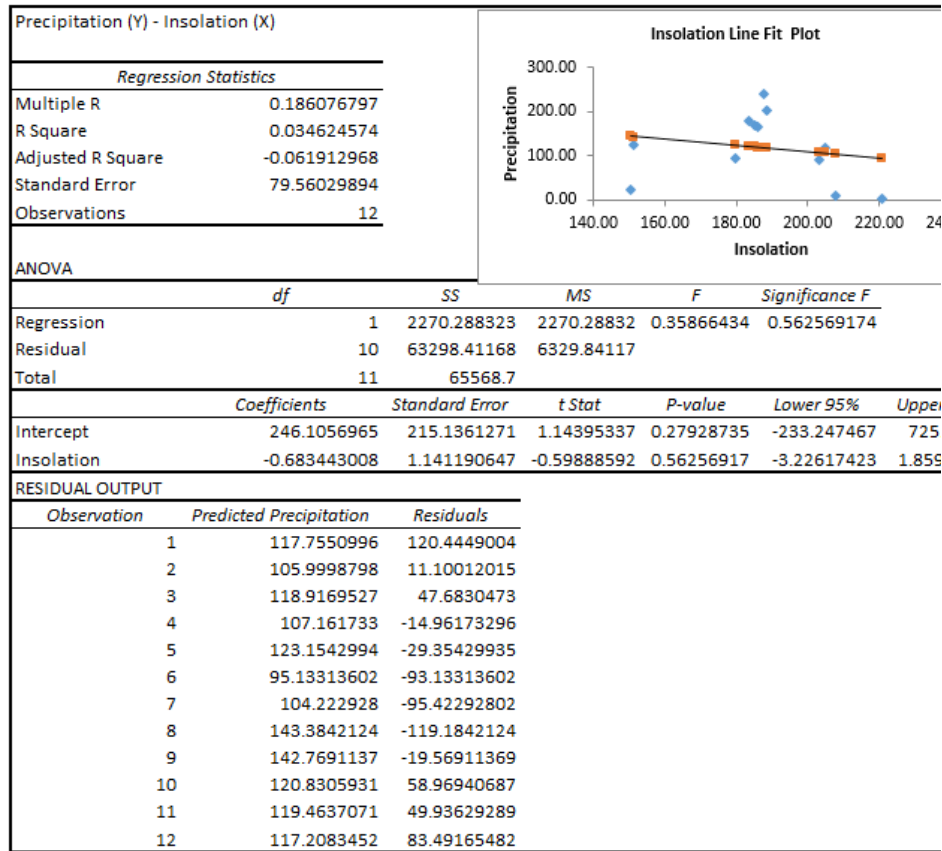 Precipitation (Y) - Insolation (X)
Regression Statistics
Multiple R 0.186076797
R Square 0.034624574
Adjusted R Square -0.061912968
Standard Error 79.56029894
Observations 12
Insolation Line Fit Plot
300.00
200.00
100.00
0.00
Precipitation
140.00 160.00 180.00 200.00 220.00
Insolation
ANOVA
df SS MS F Significance F
Regression 1 2270.288323 2270.28832 0.35866434 0.562569174
Residual 10 63298.41168 6329.84117
Total 11 65568.7
Coefficients Standard Error t Stat P-value Lower 95% Upper
Intercept 246.1056965 215.1361271 1.14395337 0.27928735 -233.247467 725
Insolation -0.683443008 1.141190647 -0.59888592 0.56256917 -3.22617423 1.859
RESIDUAL OUTPUT
Observation Predicted Precipitation Residuals
1 117.7550996 120.4449004
2 105.9998798 11.10012015
3 118.9169527 47.6830473
4 107.161733 -14.96173296
5 123.1542994 -29.35429935
6 95.13313602 -93.13313602
7 104.222928 -95.42292802
8 143.3842124 -119.1842124
9 142.7691137 -19.56911369
10 120.8305931 58.96940687
11 119.4637071 49.93629289
12 117.2083452 83.49165482